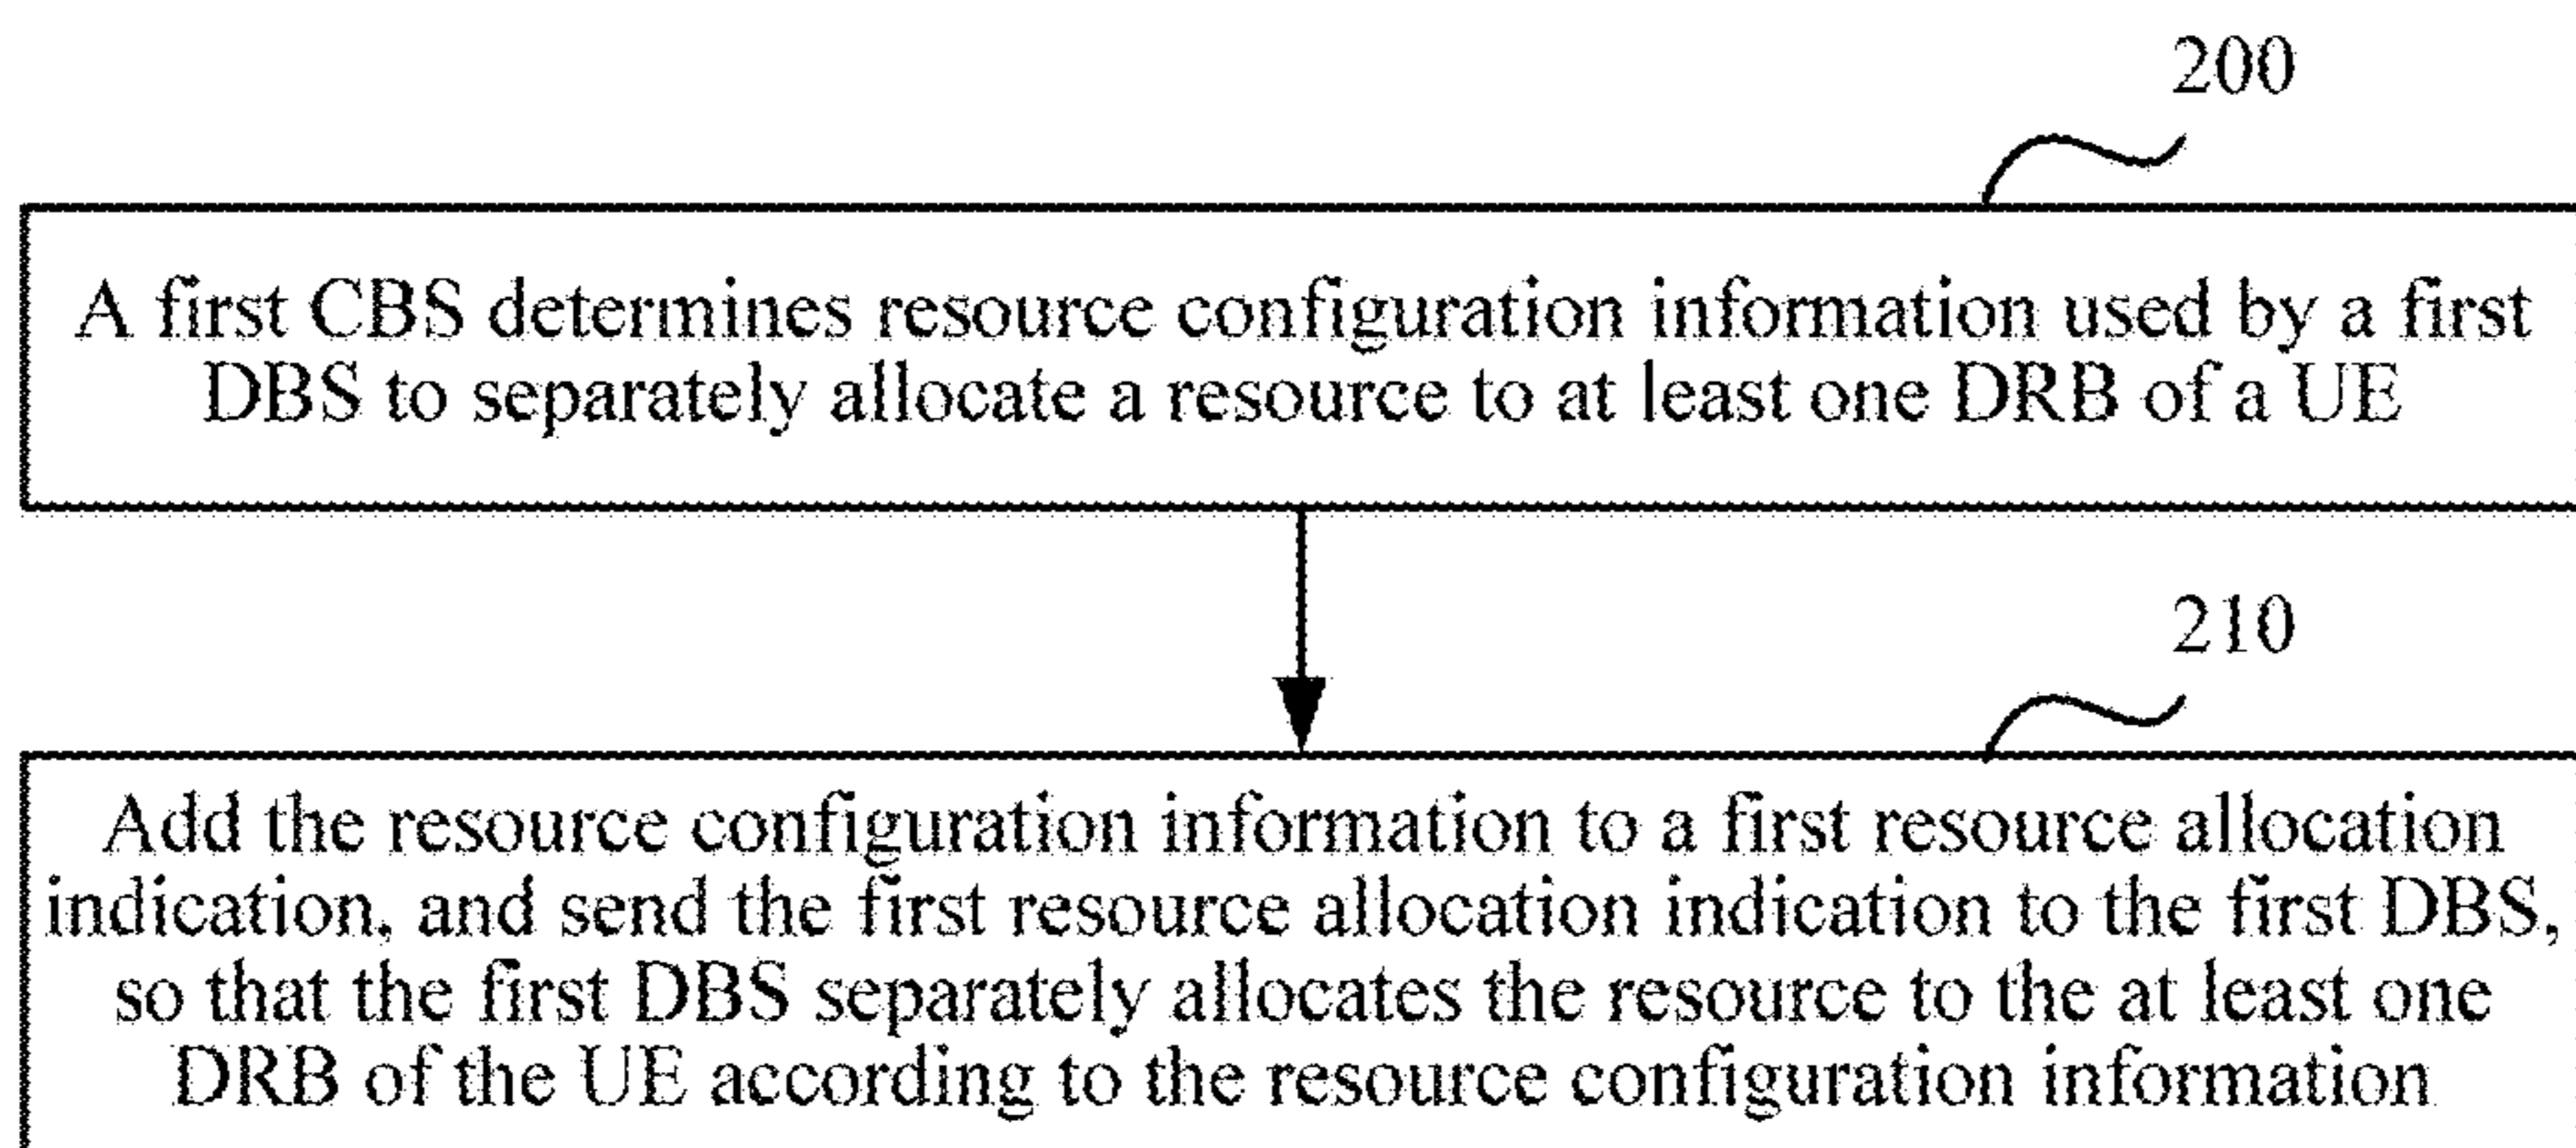 200
A first CBS determines resource configuration information used by a first
DBS to separately allocate a resource to at least one DRB of a UE
210
Add the resource configuration information to a first resource allocation
indication, and send the first resource allocation indication to the first DBS,
so that the first DBS separately allocates the resource to the at least one
DRB of the UE according to the resource configuration information